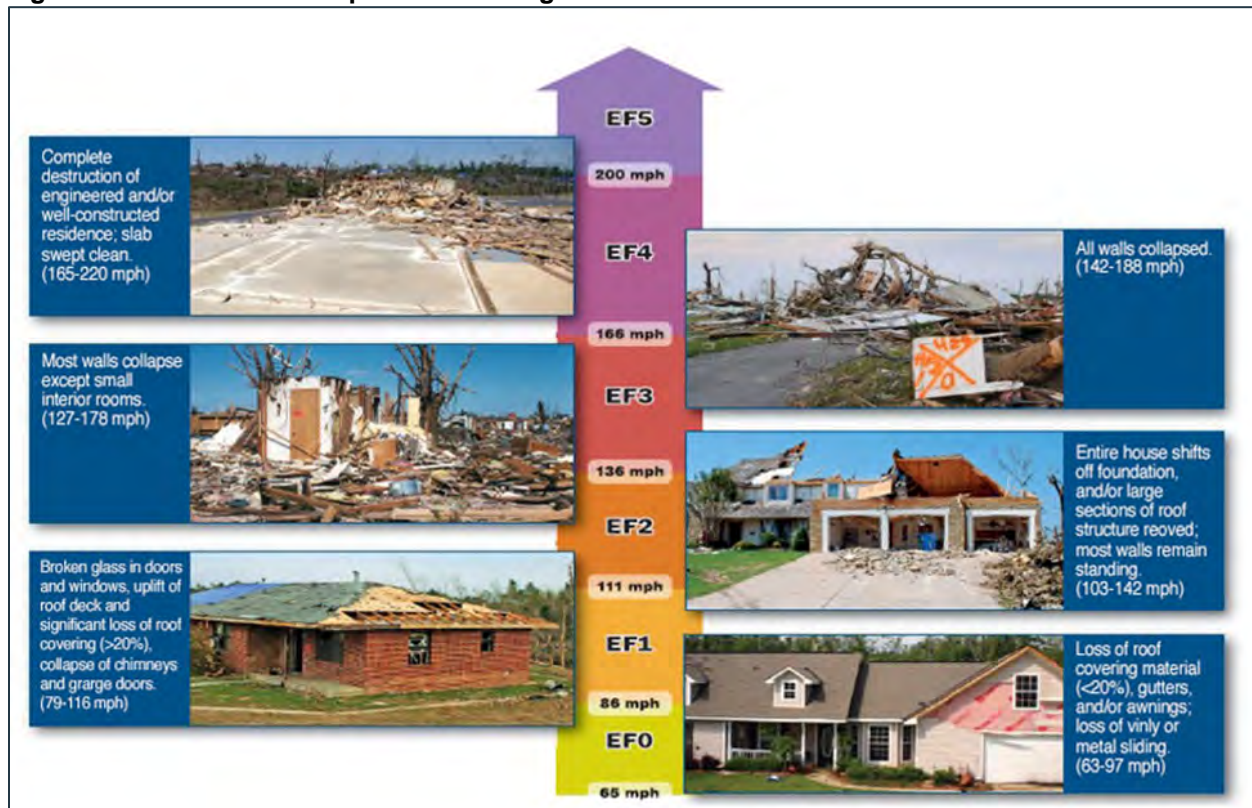 EF5
200 mph
EF4
166 mph
EF3
136 mph
EF2
111 mph
EF1
86 mph
EF0
65 mph
Complete
destruction of
engineered and/or
well-constructed
residence; slab
swept clean.
(165-220 mph)
All walls collapsed.
(142-188 mph)
Most walls collapse
except small
interior rooms.
(127-178 mph)
Entire house shifts
off foundation,
and/or large
sections of roof
structure reoved;
most walls remain
standing.
(103-142 mph)
Broken glass in doors
and windows, uplift of
roof deck and
significant loss of roof
covering (>20%),
collapse of chimneys
and grarge doors.
(79-116 mph)
Loss of roof
covering material
(<20%), gutters,
and/or awnings;
loss of vinly or
metal sliding.
(63-97 mph)